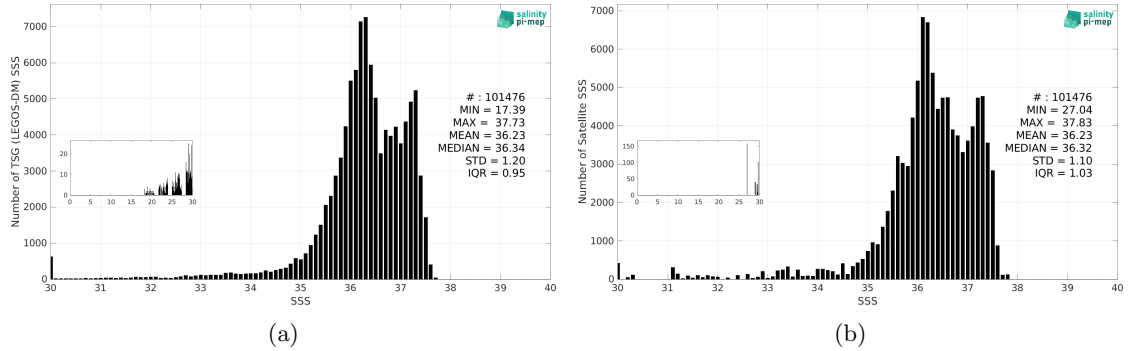 Number of TSG (LEGOS-DM) SSS
7000
6000
5000
4000
3000
2000
1000
0
30 31 32 33 34 35 36 37 38 39 40
SSS
salinity
pi-mep
# : 101476
MIN = 17.39
MAX = 37.73
MEAN = 36.23
MEDIAN = 36.34
STD = 1.20
IQR = 0.95
20
10
0
0 5 10 15 20 25 30
(a)
Number of Satellite SSS
7000
6000
5000
4000
3000
2000
1000
0
30 31 32 33 34 35 36 37 38 39 40
SSS
salinity
pi-mep
# : 101476
MIN = 27.04
MAX = 37.83
MEAN = 36.23
MEDIAN = 36.32
STD = 1.10
IQR = 1.03
150
100
50
0
0 5 10 15 20 25 30
(b)